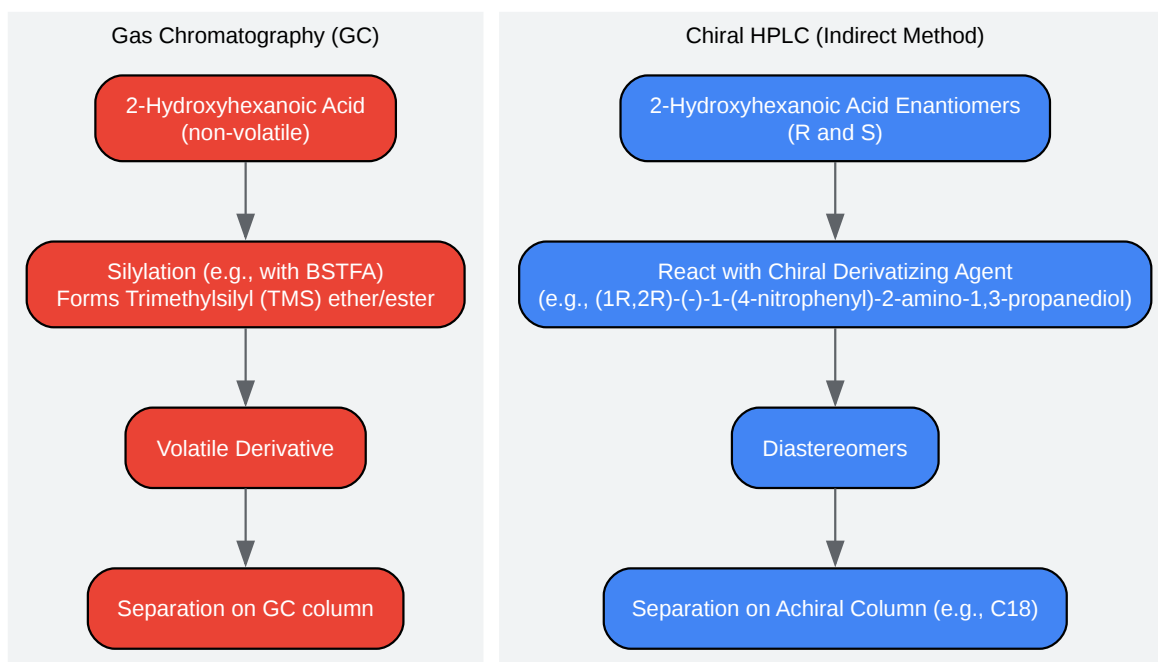 Gas Chromatography (GC)
2-Hydroxyhexanoic Acid
(non-volatile)
Silylation (e.g., with BSTFA)
Forms Trimethylsilyl (TMS) ether/ester
Volatile Derivative
Separation on GC column
Chiral HPLC (Indirect Method)
2-Hydroxyhexanoic Acid Enantiomers
(R and S)
React with Chiral Derivatizing Agent
(e.g., (1R,2R)-(-)-1-(4-nitrophenyl)-2-amino-1,3-propanediol)
Diastereomers
Separation on Achiral Column (e.g., C18)